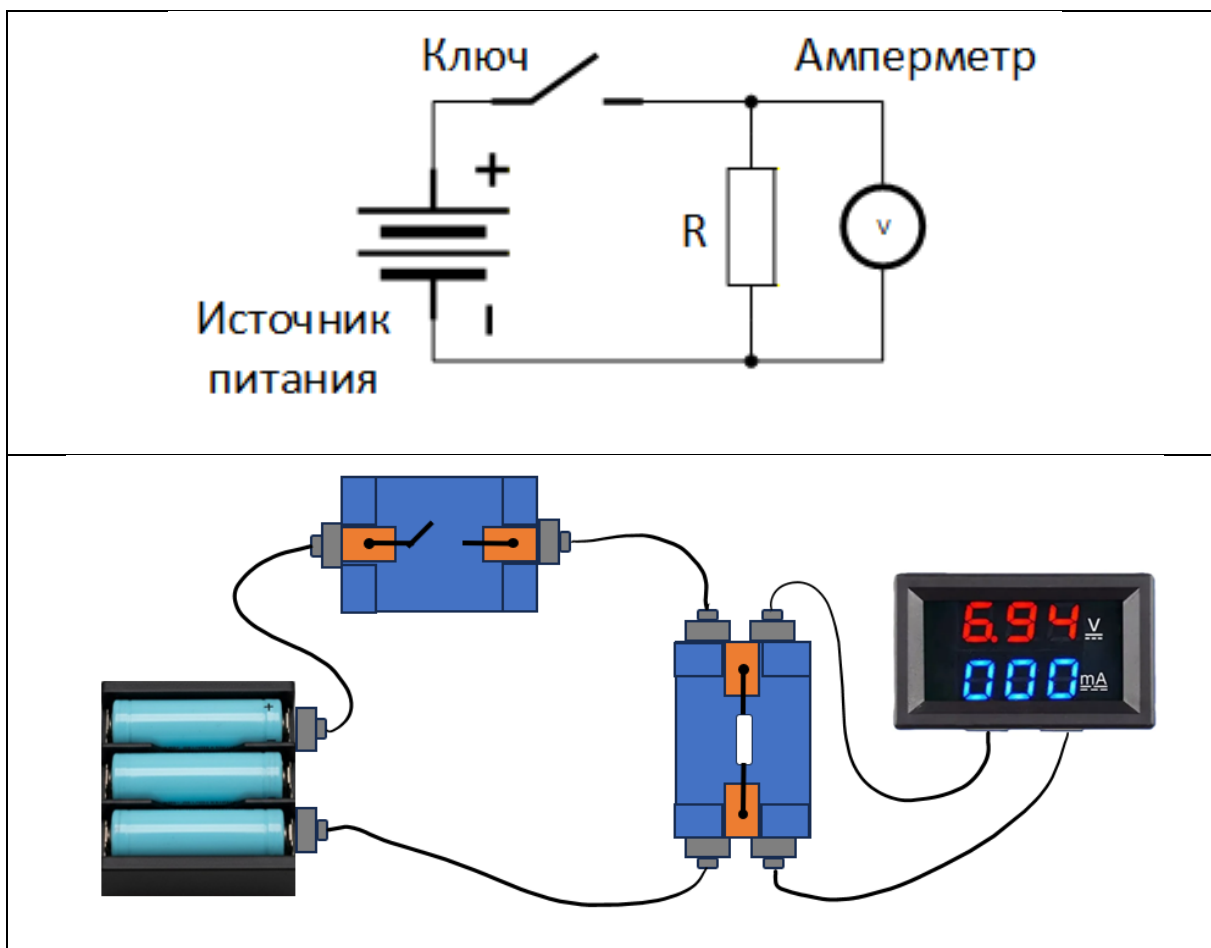 Ключ
Амперметр
+
R
v
Источник
питания
+
6.94 V
000 mA